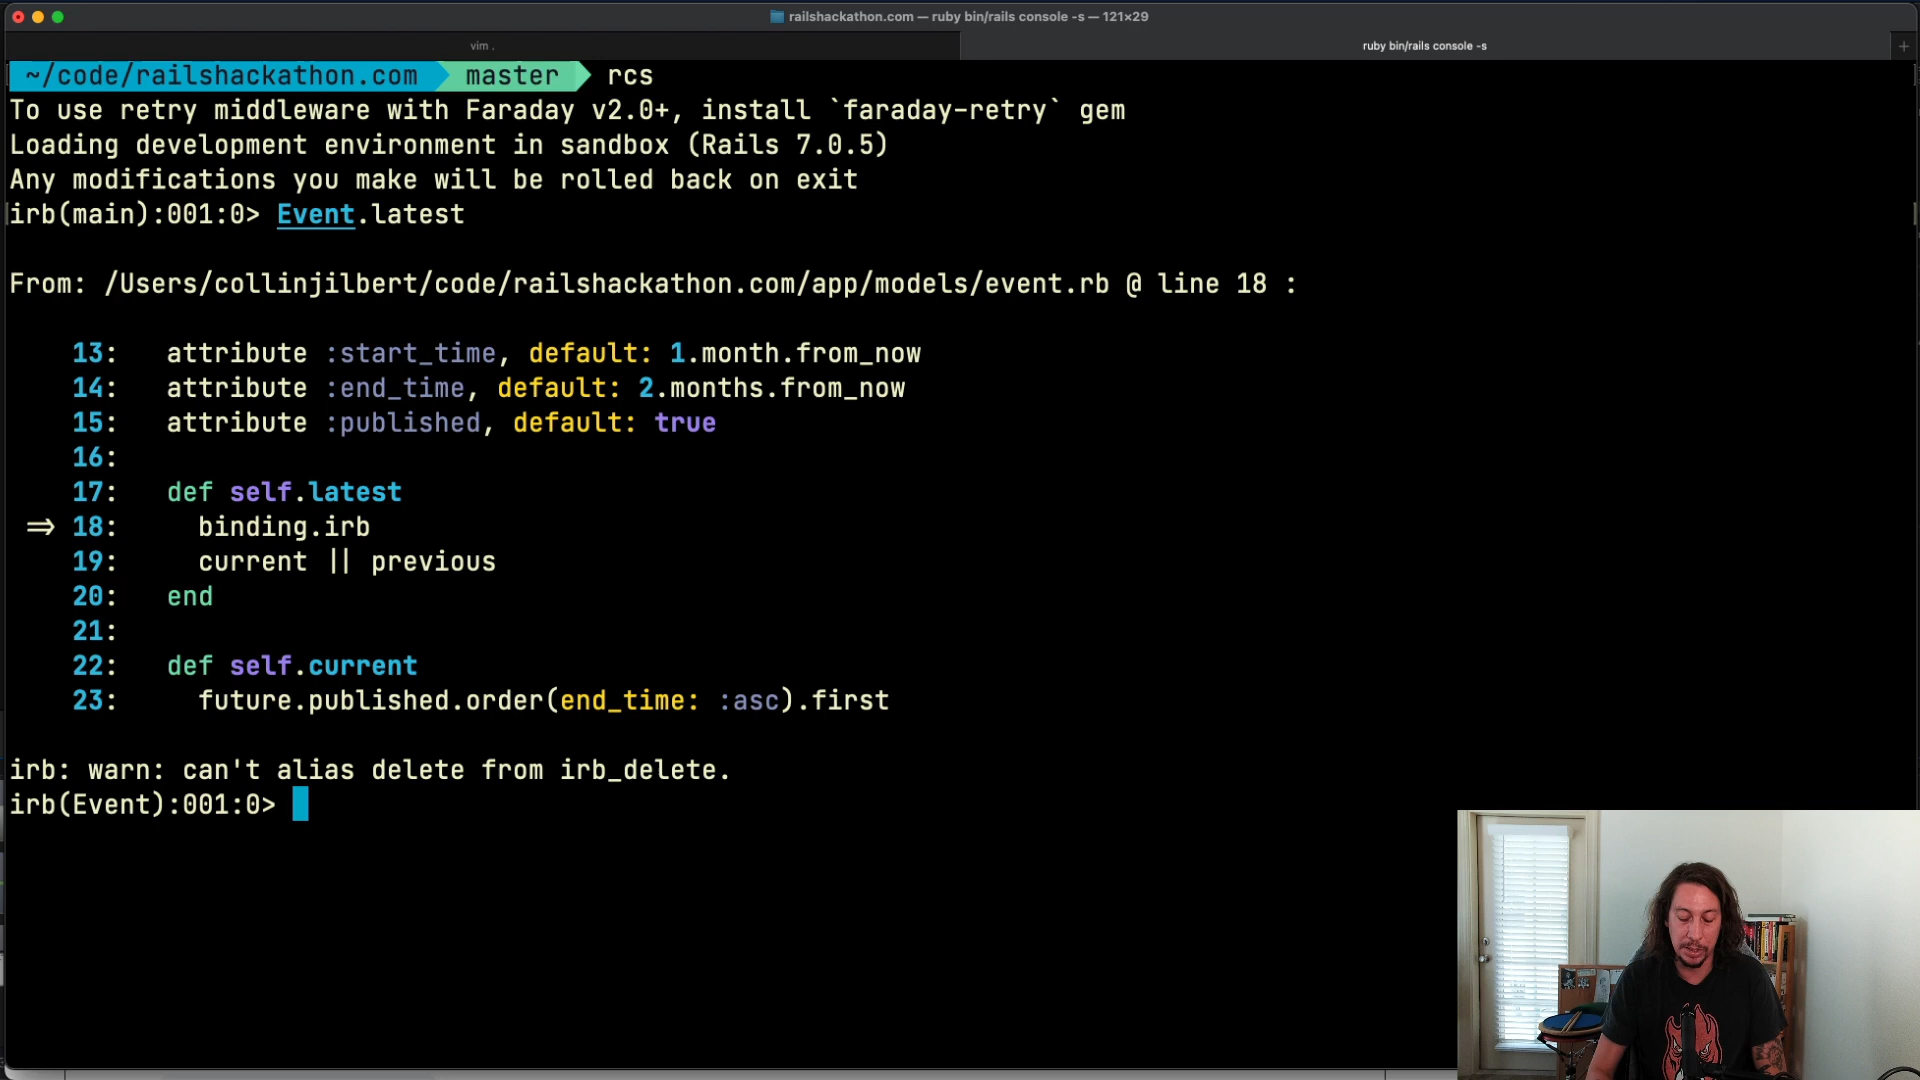 railshackathon.com — ruby bin/rails console -s — 121×29
vim .
ruby bin/rails console -s
~/code/railshackathon.com master rcs
To use retry middleware with Faraday v2.0+, install `faraday-retry` gem
Loading development environment in sandbox (Rails 7.0.5)
Any modifications you make will be rolled back on exit
irb(main):001:0> Event.latest
From: /Users/collinjilbert/code/railshackathon.com/app/models/event.rb @ line 18 :
13: attribute :start_time, default: 1.month.from_now
14: attribute :end_time, default: 2.months.from_now
15: attribute :published, default: true
16:
17: def self.latest
=> 18: binding.irb
19: current || previous
20: end
21:
22: def self.current
23: future.published.order(end_time: :asc).first
irb: warn: can't alias delete from irb_delete.
irb(Event):001:0>